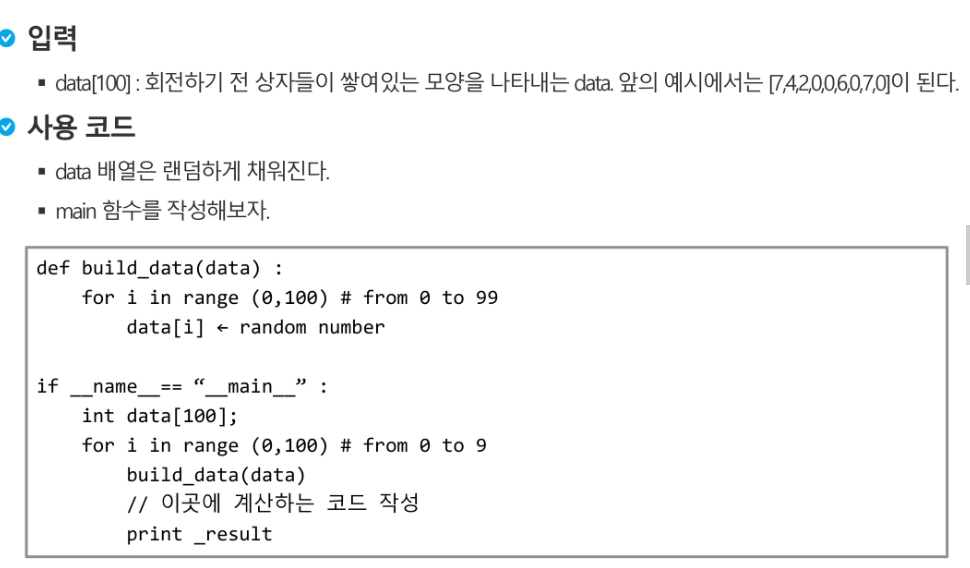 입력
▪ data[100] : 회전하기 전 상자들이 쌓여있는 모양을 나타내는 data. 앞의 예시에서는 [7,4,2,0,0,6,0,7,0]이 된다.
사용 코드
▪ data 배열은 랜덤하게 채워진다.
▪ main 함수를 작성해보자.
def build_data(data) :
    for i in range (0,100) # from 0 to 99
        data[i] ← random number
if __name__== “__main__” :
    int data[100];
    for i in range (0,100) # from 0 to 9
        build_data(data)
        // 이곳에 계산하는 코드 작성
        print _result